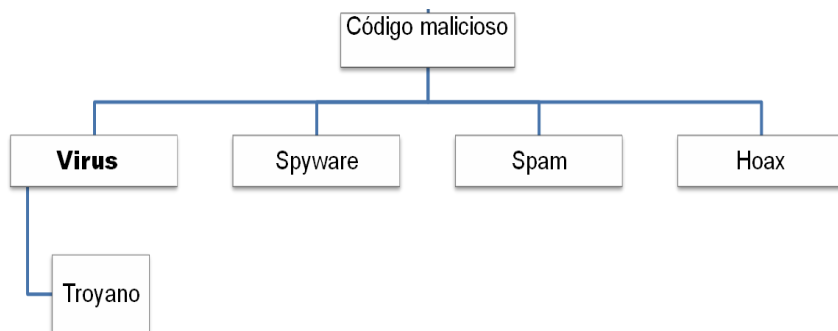 Código malicioso
Virus
Spyware
Spam
Hoax
Troyano